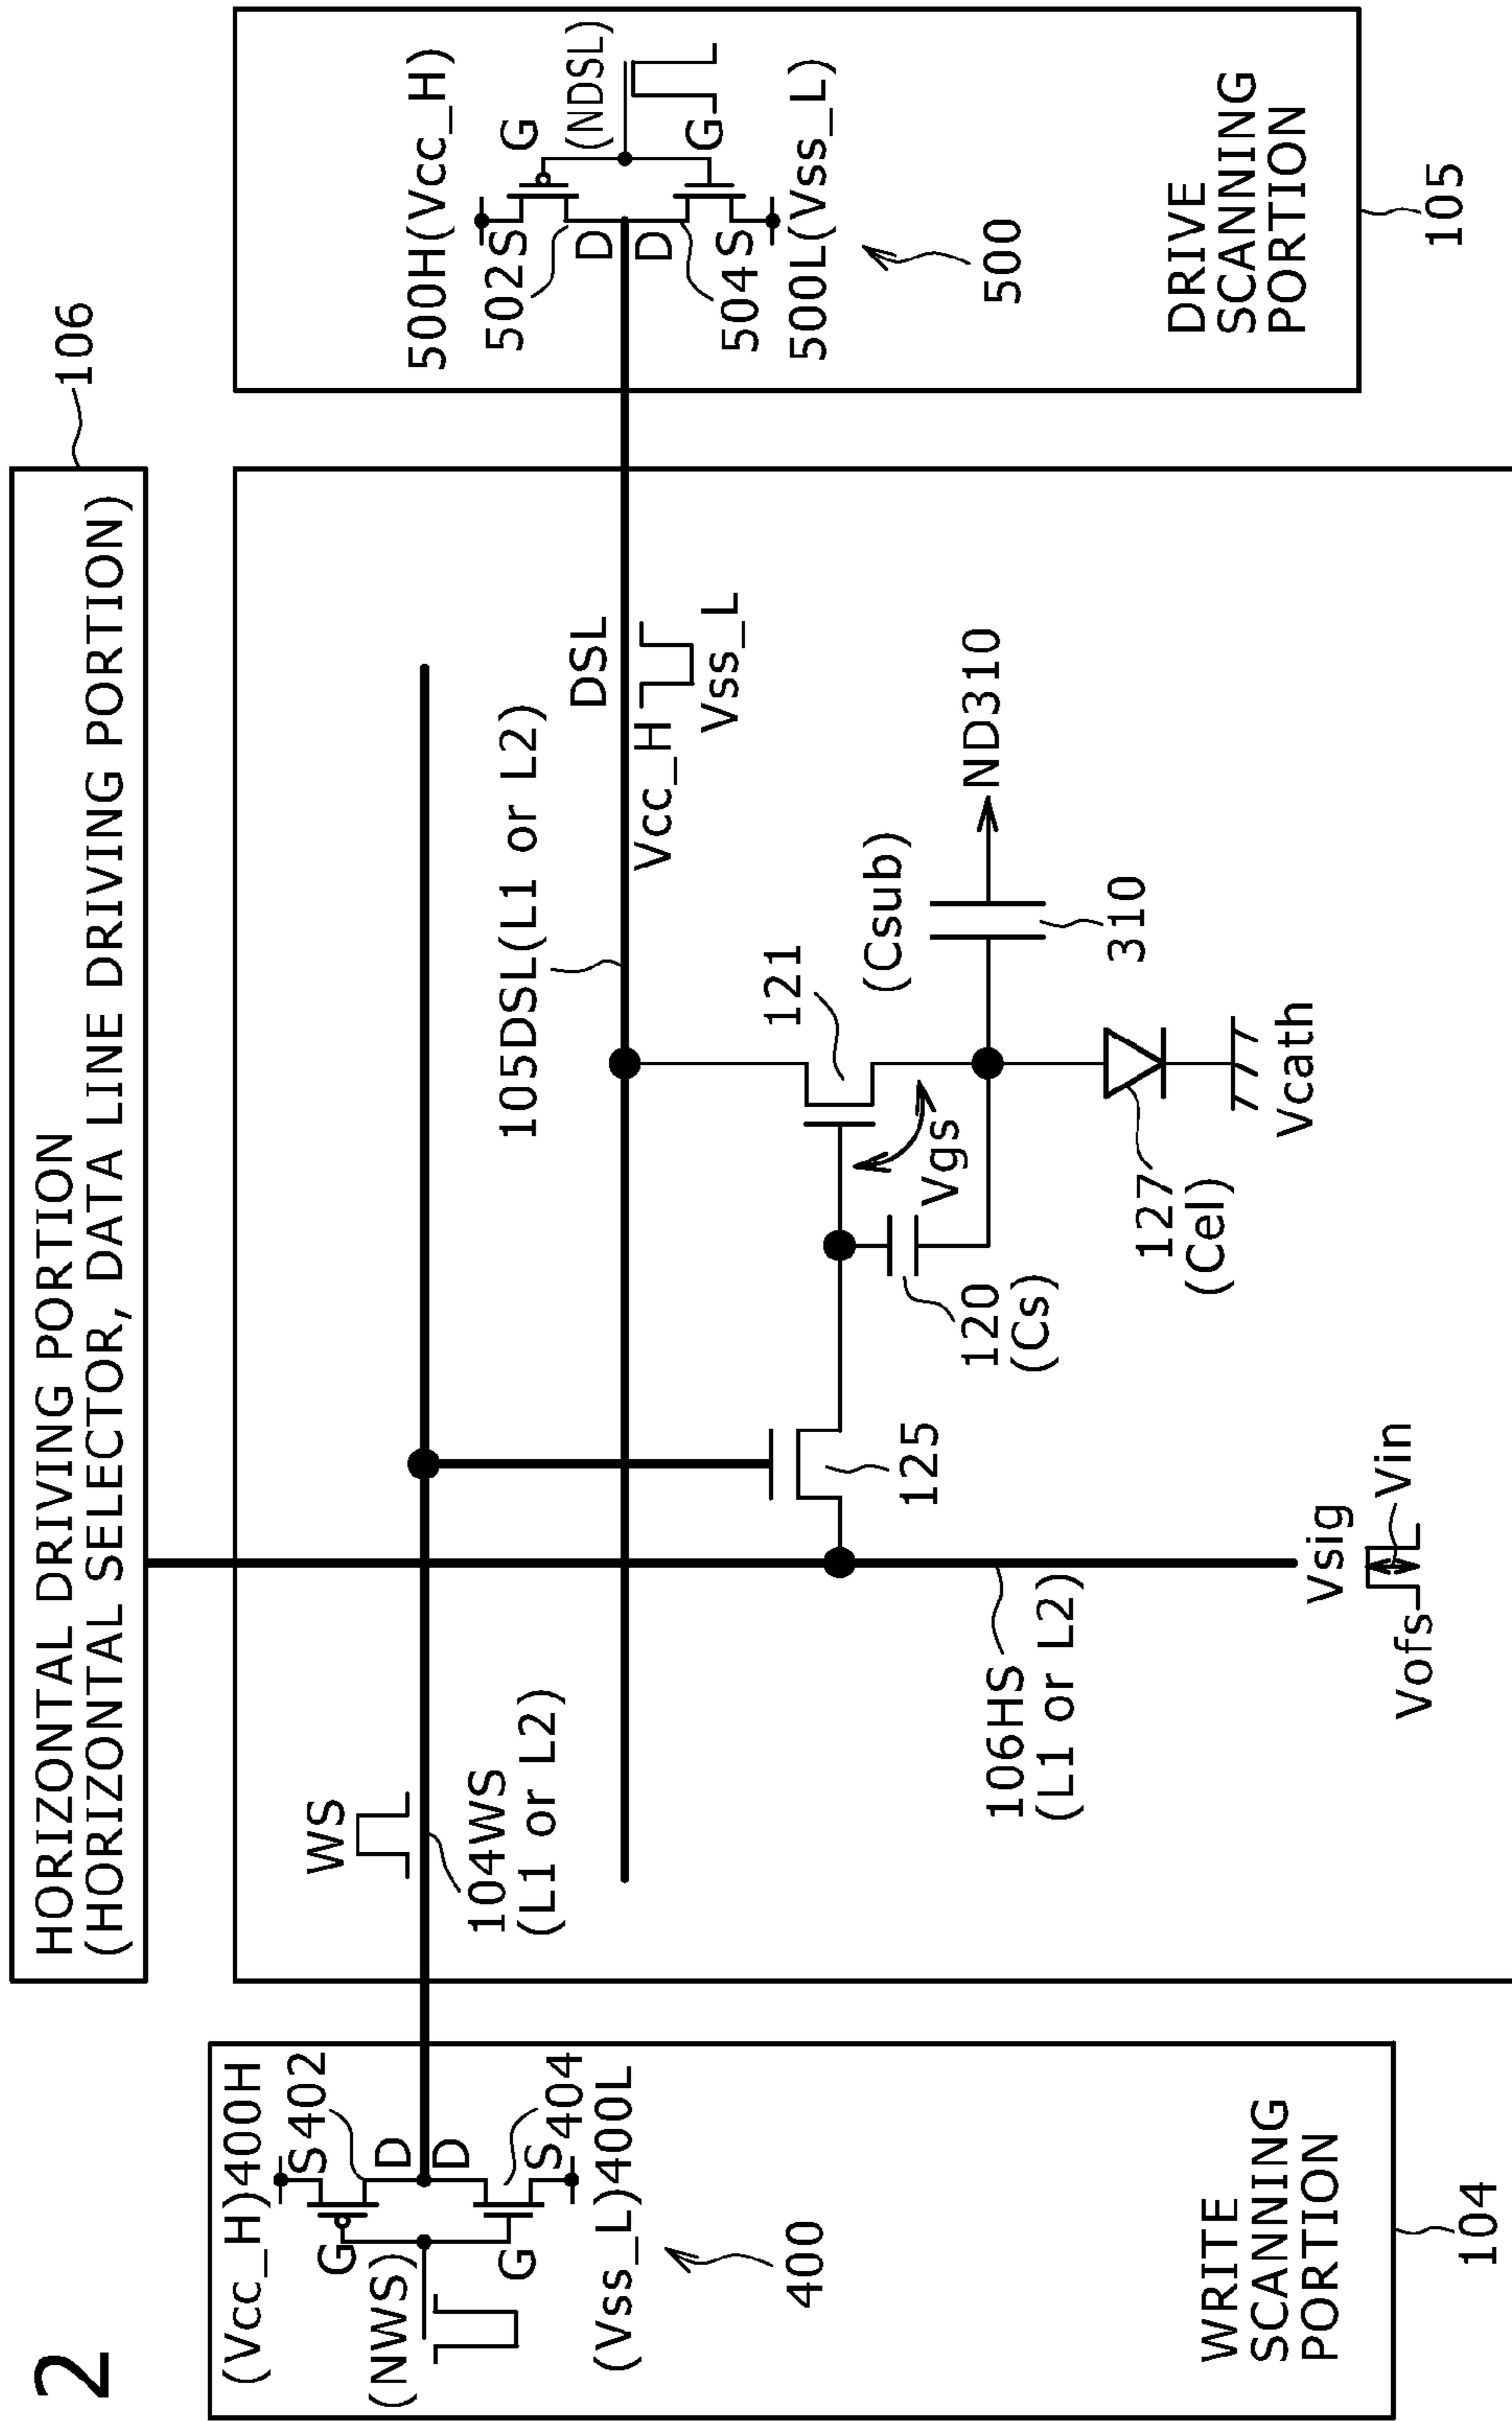 2
HORIZONTAL DRIVING PORTION
(HORIZONTAL SELECTOR, DATA LINE DRIVING PORTION)
106
(Vcc_H)400H
S402
G
D
(NWS)
D
G
S404
(Vss_L)400L
400
WRITE
SCANNING
PORTION
104
WS
104WS
(L1 or L2)
105DSL(L1 or L2)
DSL
Vcc_H
Vss_L
106HS
(L1 or L2)
Vsig
Vofs
Vin
125
120
(Cs)
Vgs
121
(Csub)
ND310
310
127
(Cel)
Vcath
500H(Vcc_H)
502S
G
D
(NDSL)
D
G
504S
500L(Vss_L)
500
DRIVE
SCANNING
PORTION
105